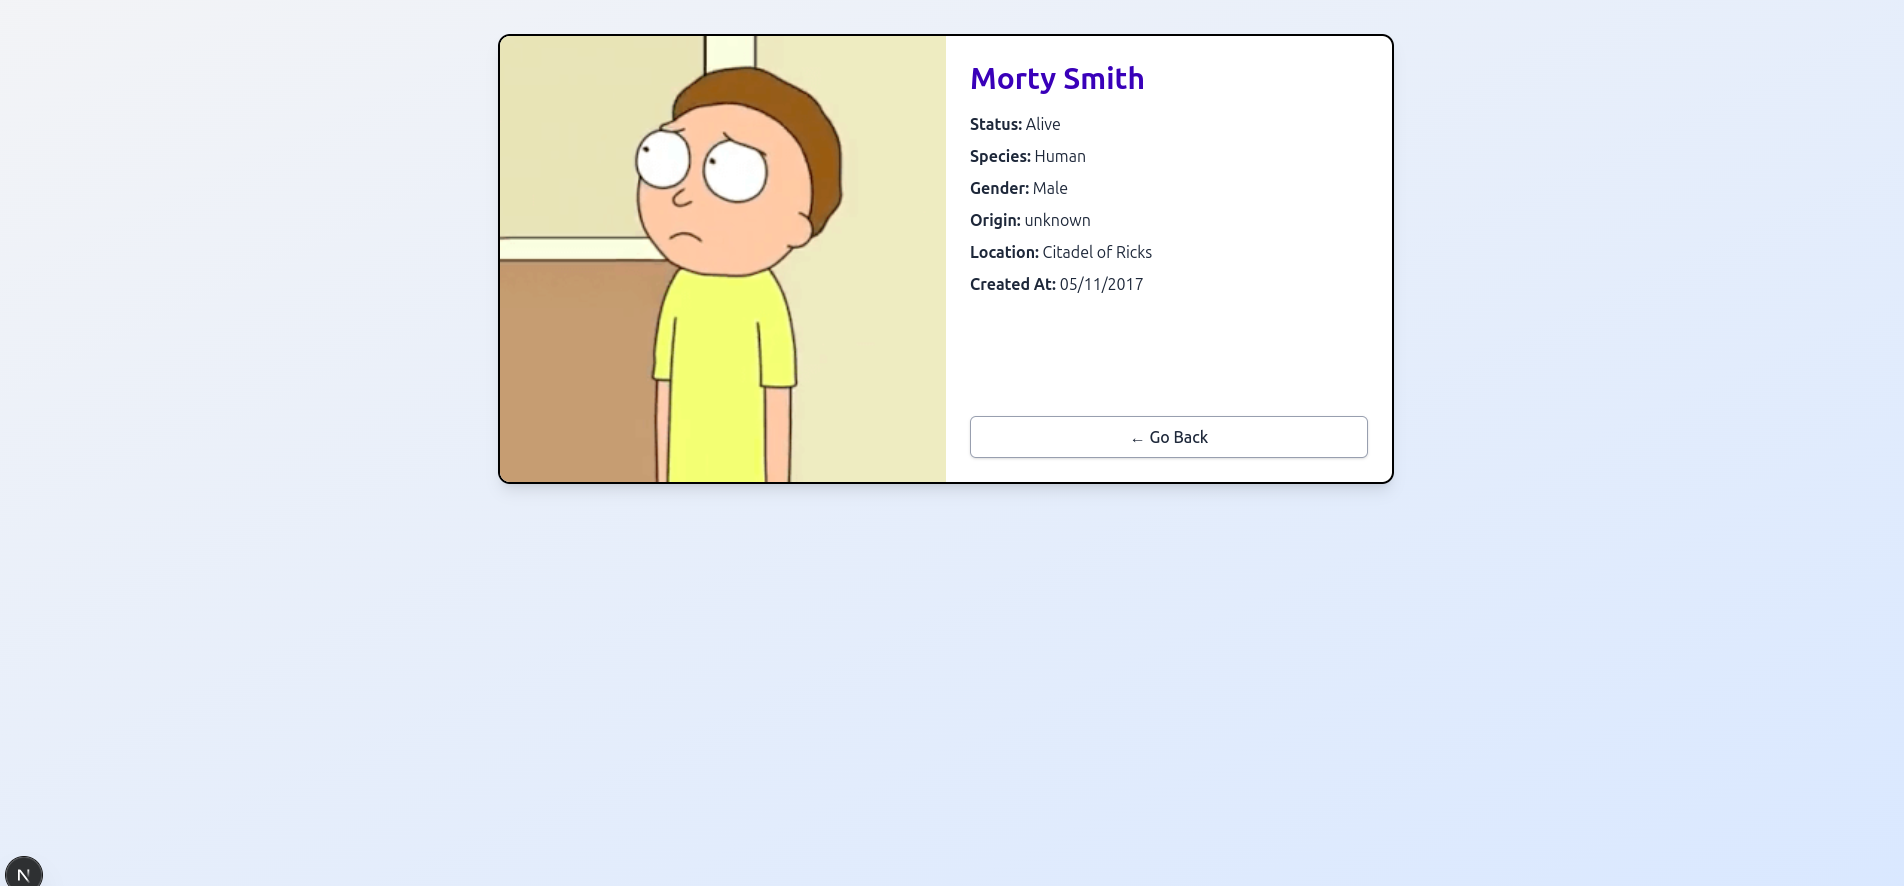 Morty Smith
Status: Alive
Species: Human
Gender: Male
Origin: unknown
Location: Citadel of Ricks
Created At: 05/11/2017
← Go Back
N